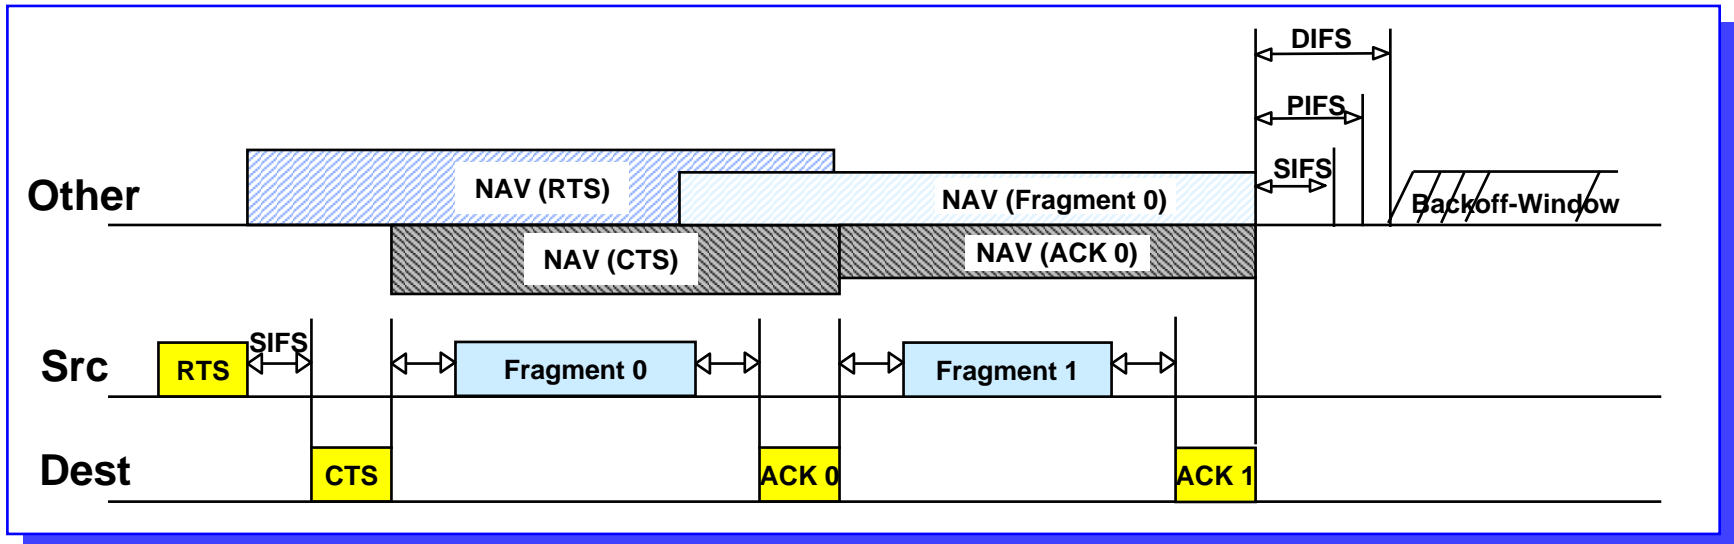 DIFS
PIFS
SIFS
Other
NAV (RTS)
NAV (Fragment 0)
Backoff-Window
NAV (CTS)
NAV (ACK 0)
SIFS
Src
RTS
Fragment 0
Fragment 1
Dest
CTS
ACK 0
ACK 1